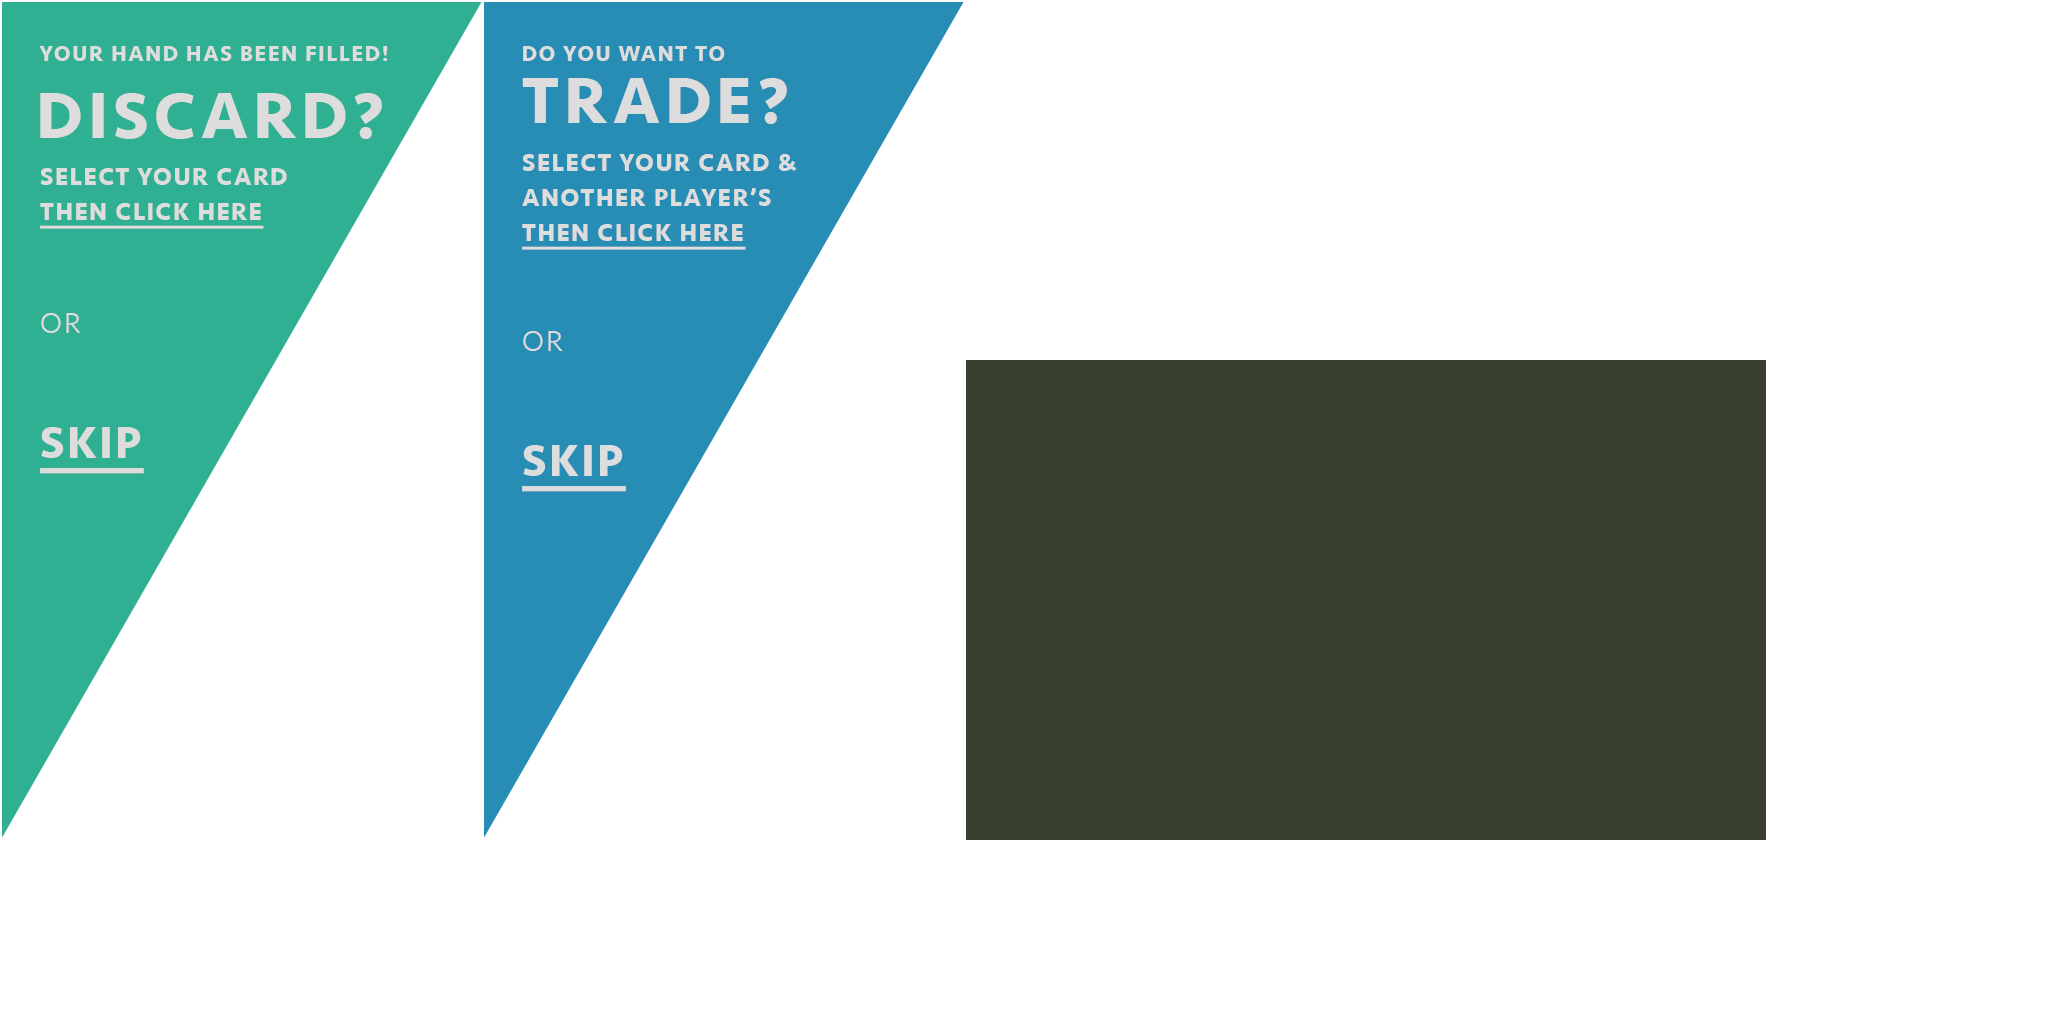 YOUR HAND HAS BEEN FILLED!
DISCARD?
SELECT YOUR CARD
THEN CLICK HERE
OR
SKIP
DO YOU WANT TO
TRADE?
SELECT YOUR CARD &
ANOTHER PLAYER’S
THEN CLICK HERE
OR
SKIP